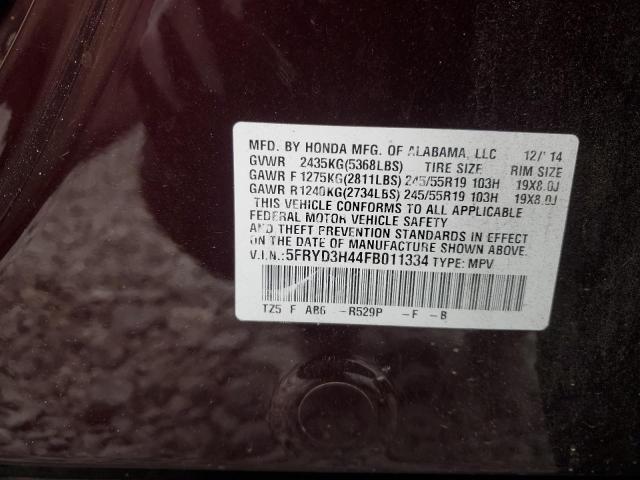 MFD. BY HONDA MFG. OF ALABAMA, LLC 12/'14
GVWR 2435KG(5368LBS) TIRE SIZE RIM SIZE
GAWR F 1275KG(2811LBS) 245/55R19 103H 19X8.0J
GAWR R 1240KG(2734LBS) 245/55R19 103H 19X8.0J
THIS VEHICLE CONFORMS TO ALL APPLICABLE
FEDERAL MOTOR VEHICLE SAFETY
AND THEFT PREVENTION STANDARDS IN EFFECT
ON THE DATE OF MANUFACTURE SHOWN ABOVE.
V.I.N.:5FRYD3H44FB011334 TYPE: MPV
TZ5 F AB6 -R529P -F -B